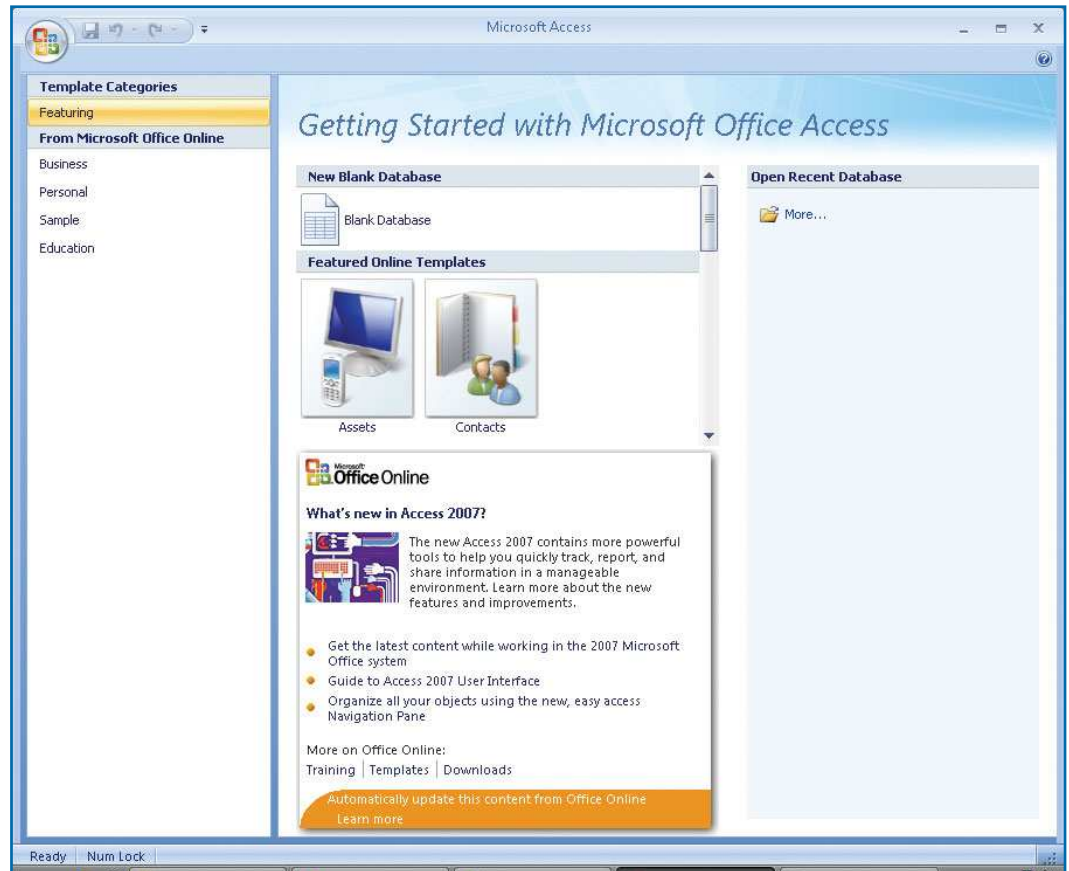 Microsoft Access
Template Categories
Featuring
From Microsoft Office Online
Business
Personal
Sample
Education
Getting Started with Microsoft Office Access
New Blank Database
Blank Database
Featured Online Templates
Assets
Contacts
Open Recent Database
More...
Microsoft
Office Online
What's new in Access 2007?
The new Access 2007 contains more powerful
tools to help you quickly track, report, and
share information in a manageable
environment. Learn more about the new
features and improvements.
Get the latest content while working in the 2007 Microsoft
Office system
Guide to Access 2007 User Interface
Organize all your objects using the new, easy access
Navigation Pane
More on Office Online:
Training | Templates | Downloads
Automatically update this content from Office Online
Learn more
Ready Num Lock